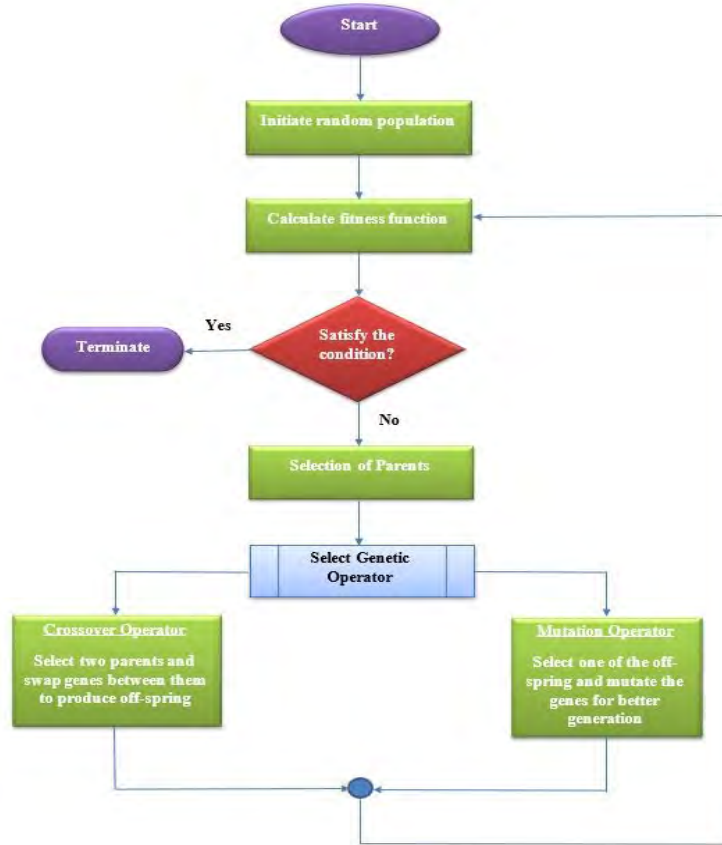 Start
Initiate random population
Calculate fitness function
Satisfy the
condition?
Yes
Terminate
No
Selection of Parents
Select Genetic
Operator
Crossover Operator
Select two parents and
swap genes between them
to produce off-spring
Mutation Operator
Select one of the off-
spring and mutate the
genes for better
generation